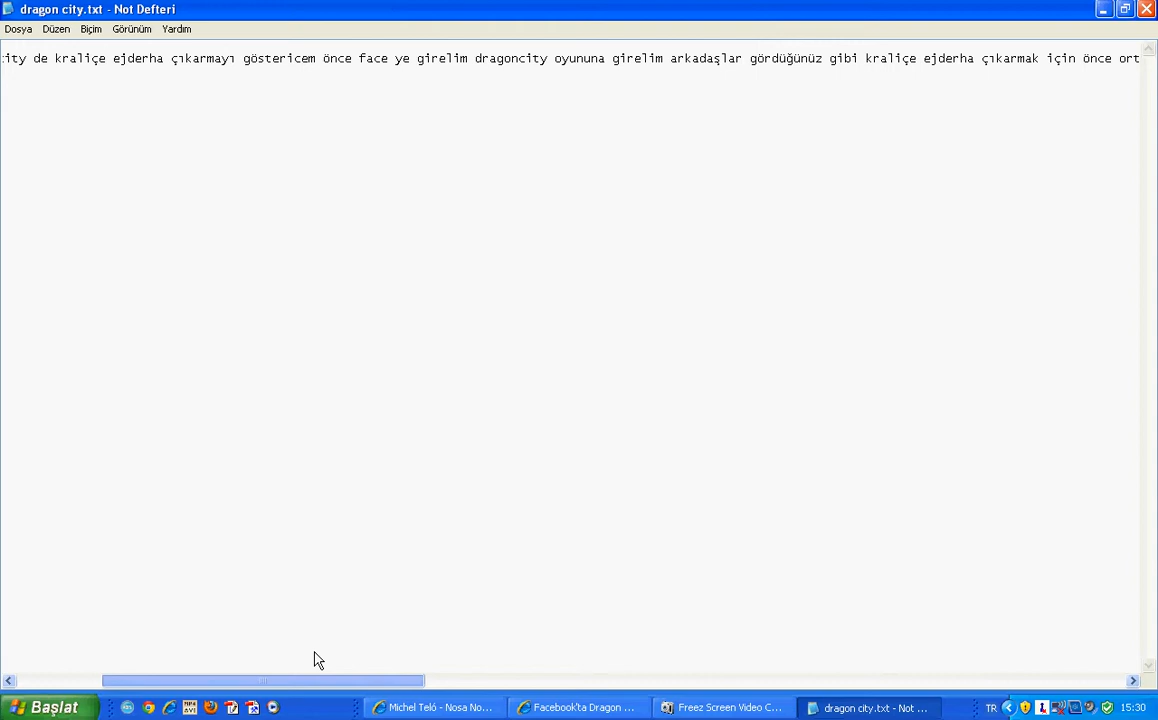 dragon city.txt - Not Defteri
Dosya Düzen Biçim Görünüm Yardım
city de kraliçe ejderha çıkarmayı göstericem önce face ye girelim dragoncity oyununa girelim arkadaşlar gördüğünüz gibi kraliçe ejderha çıkarmak için önce ort
Başlat Michel Teló - Nosa No... Facebook'ta Dragon ... Freez Screen Video C... dragon city.txt - Not ... TR 15:30